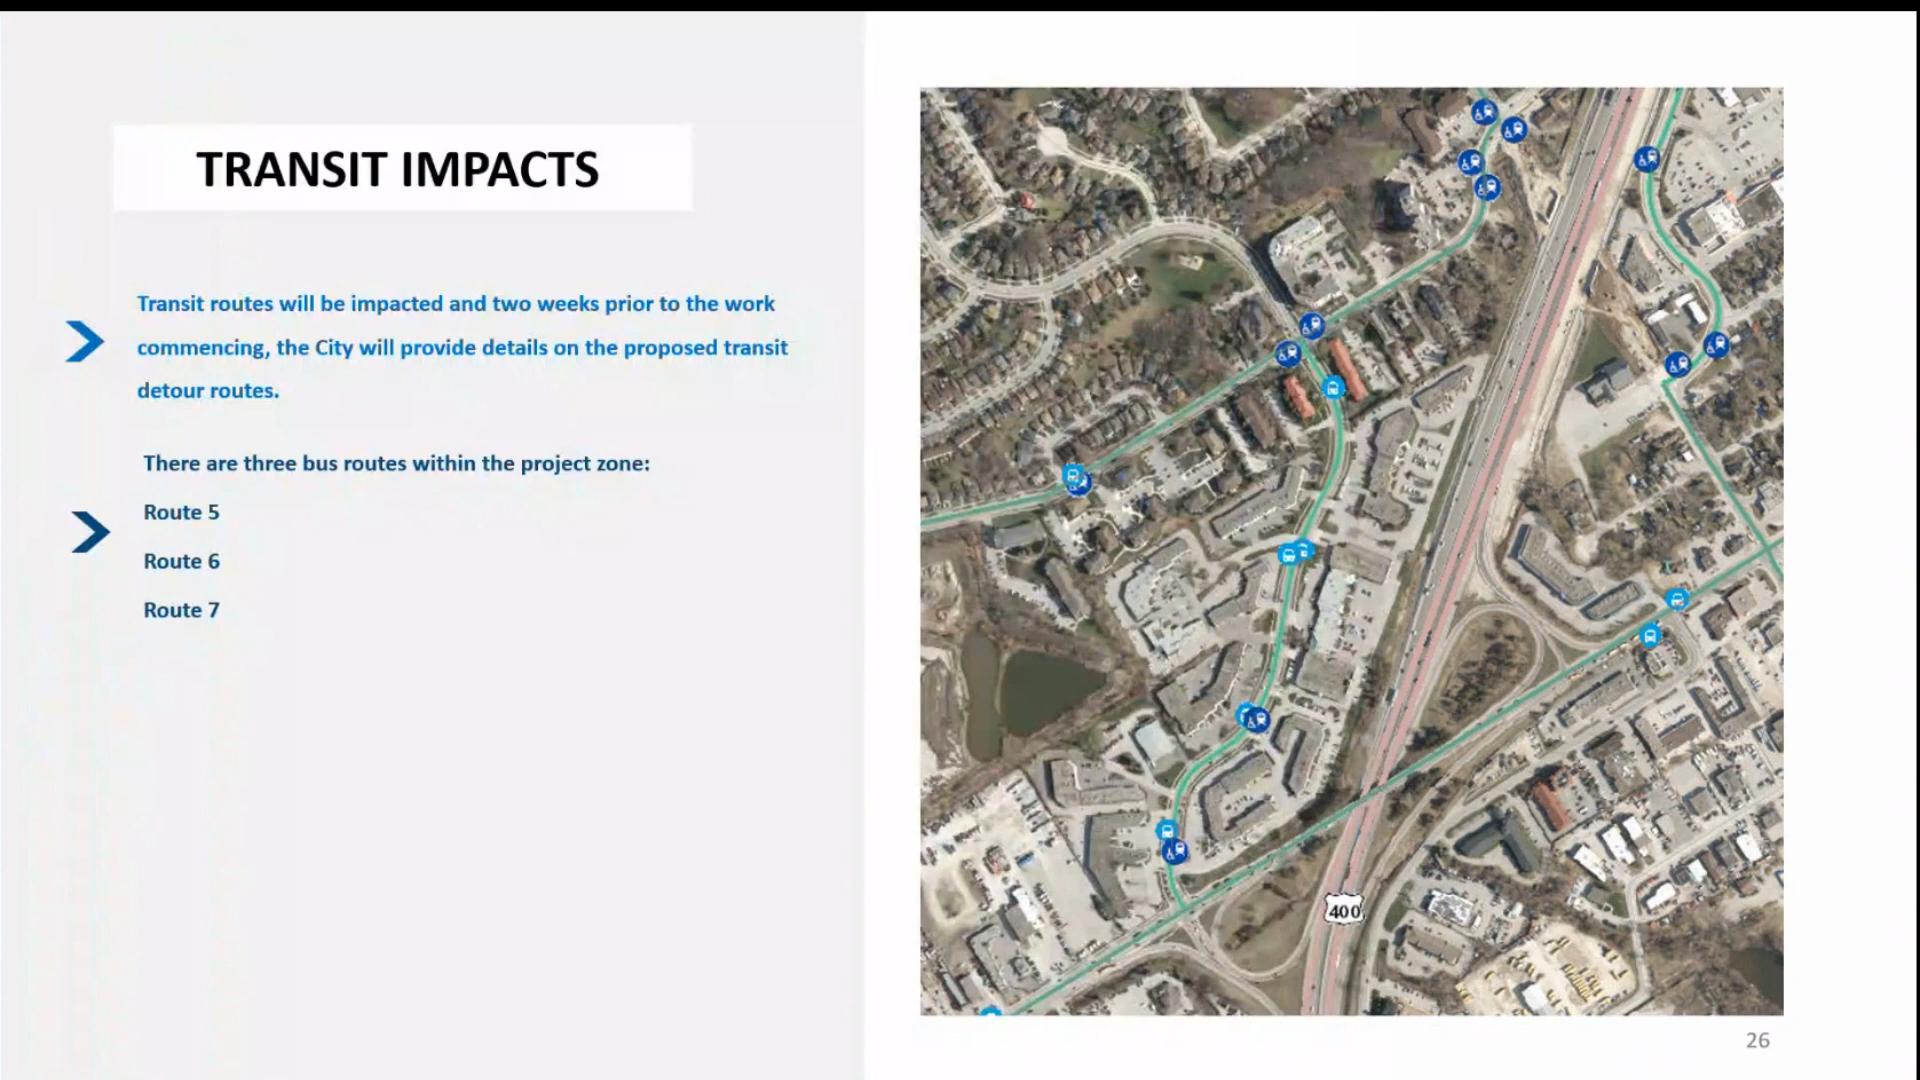 TRANSIT IMPACTS
Transit routes will be impacted and two weeks prior to the work
commencing, the City will provide details on the proposed transit
detour routes.
There are three bus routes within the project zone:
Route 5
Route 6
Route 7
400
26